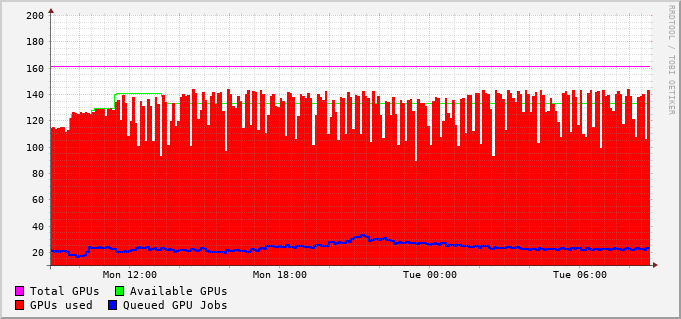 200
180
160
140
120
100
80
60
40
20
Mon 12:00 Mon 18:00 Tue 00:00 Tue 06:00
Total GPUs Available GPUs
GPUs used Queued GPU Jobs
RRDTOOL / TOBI OETIKER